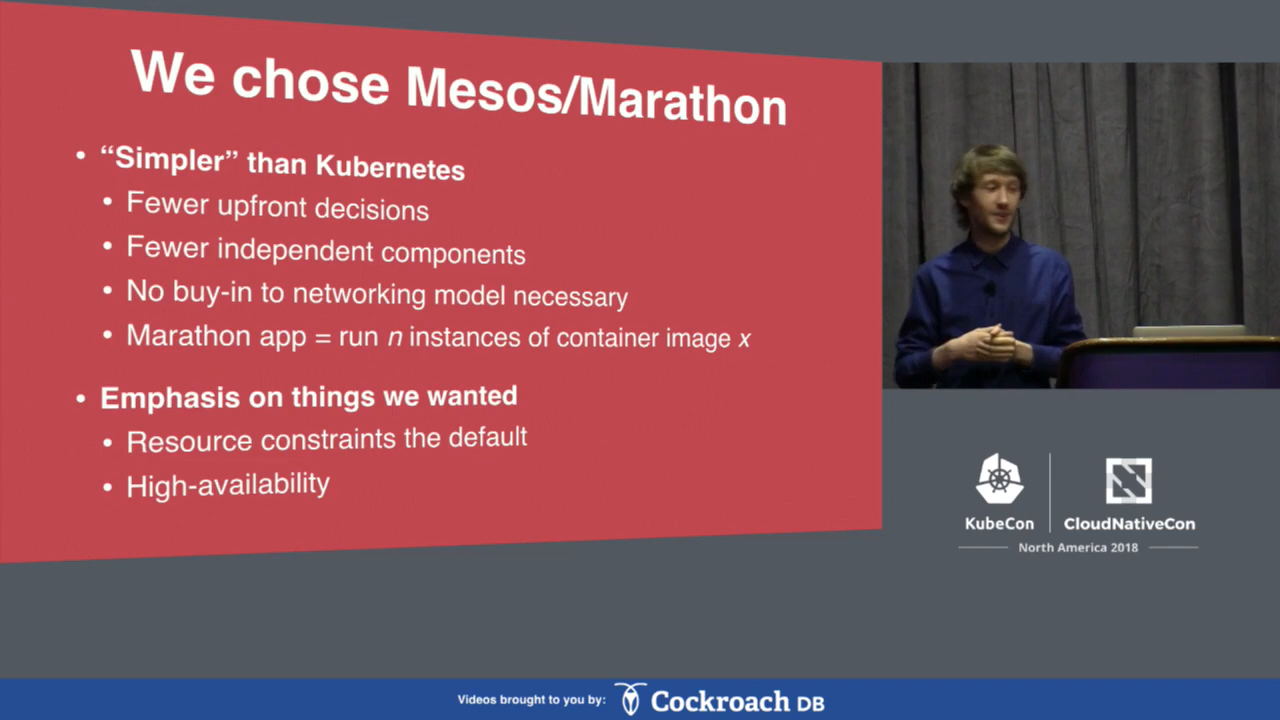 We chose Mesos/Marathon
• “Simpler” than Kubernetes
• Fewer upfront decisions
• Fewer independent components
• No buy-in to networking model necessary
• Marathon app = run n instances of container image x
• Emphasis on things we wanted
• Resource constraints the default
• High-availability
KubeCon
CloudNativeCon
North America 2018
Videos brought to you by:
Cockroach DB